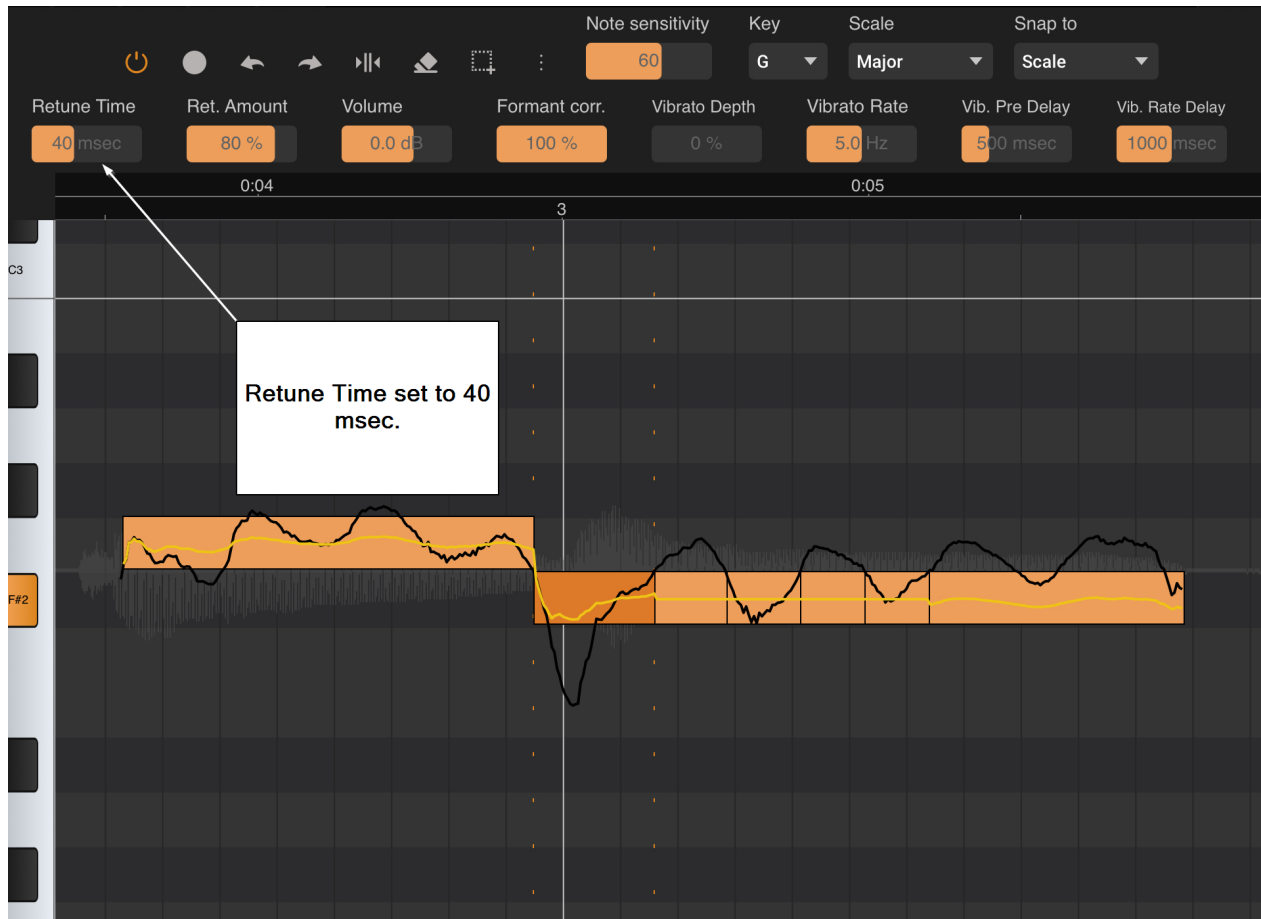 Note sensitivity Key Scale Snap to
60 G Major Scale
Retune Time Ret. Amount Volume Formant corr. Vibrato Depth Vibrato Rate Vib. Pre Delay Vib. Rate Delay
40 msec 80 % 0.0 dB 100 % 0 % 5.0 Hz 500 msec 1000 msec
0:04 0:05
3
C3
Retune Time set to 40
msec.
F#2